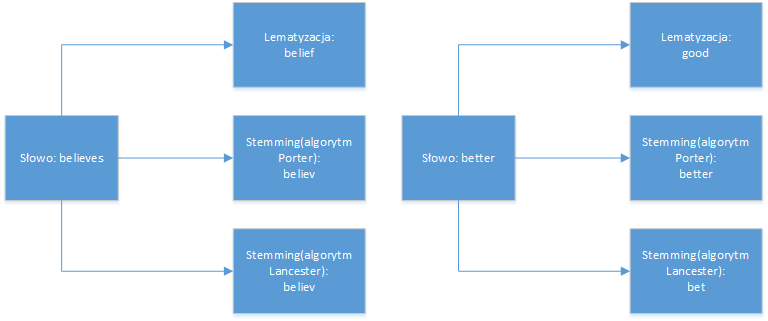 Lematyzacja:
belief
Słowo: believes
Stemming(algorytm
Porter):
believ
Stemming(algorytm
Lancester):
believ
Lematyzacja:
good
Słowo: better
Stemming(algorytm
Porter):
better
Stemming(algorytm
Lancester):
bet